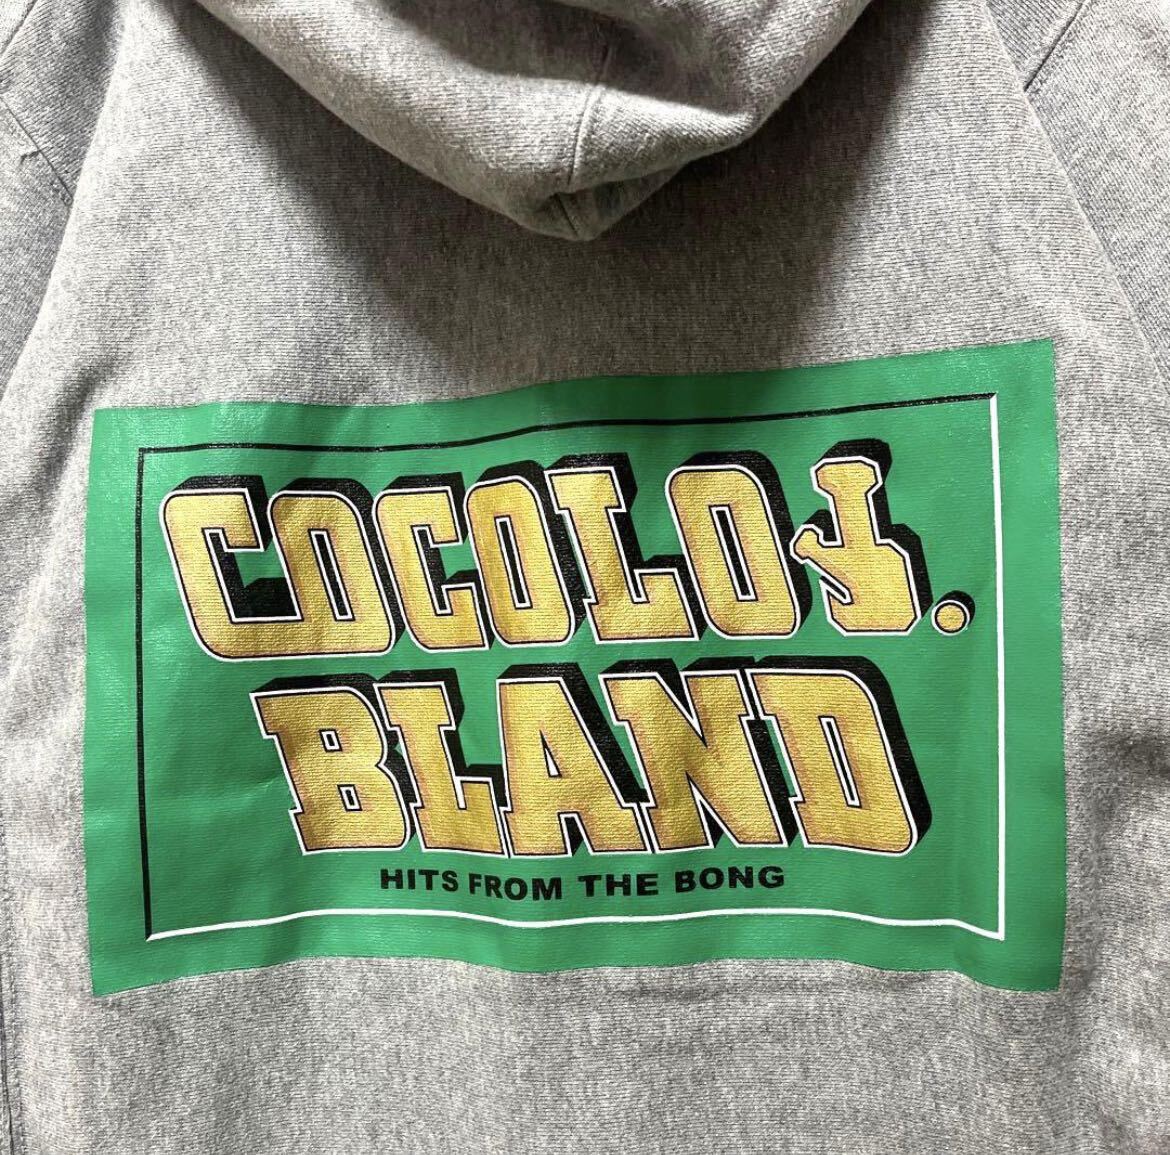 COCOLO.
BLAND
HITS FROM THE BONG